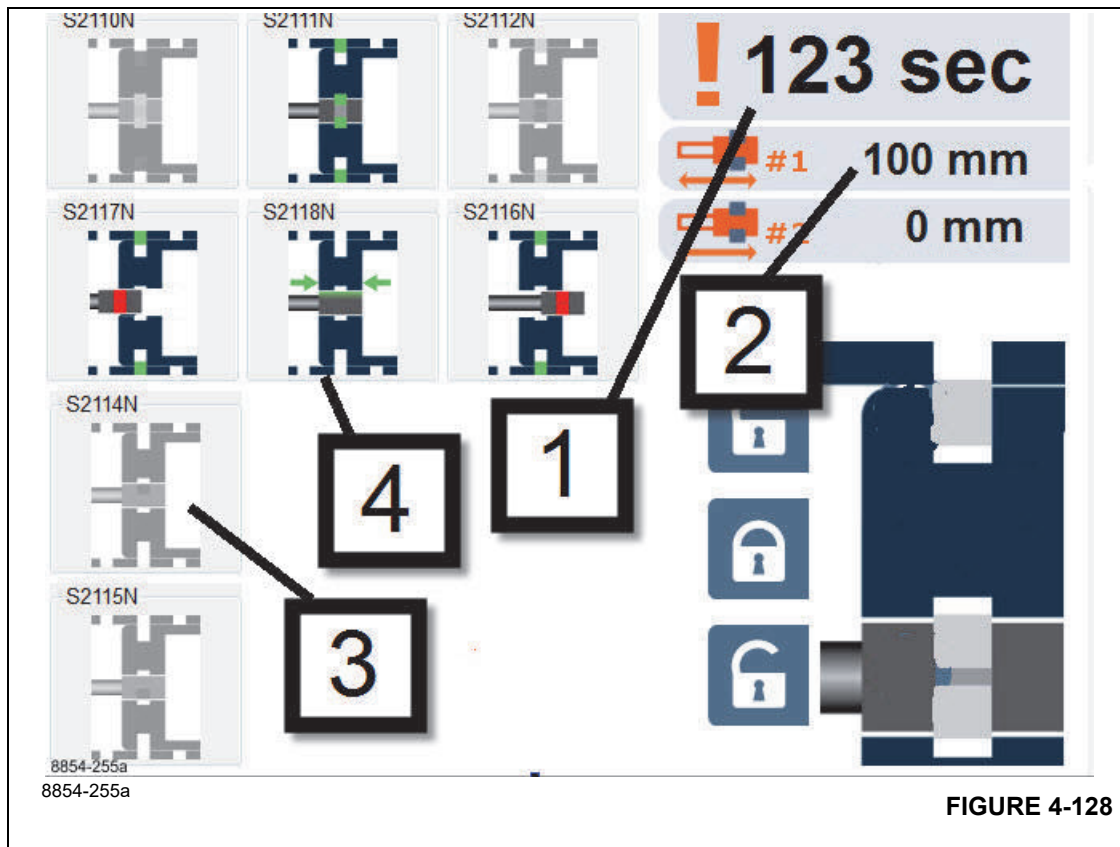 S2110N
S2111N
S2112N
! 123 sec
#1 100 mm
#2 0 mm
S2117N
S2118N
S2116N
2
1
4
S2114N
3
S2115N
8854-255a
8854-255a
FIGURE 4-128